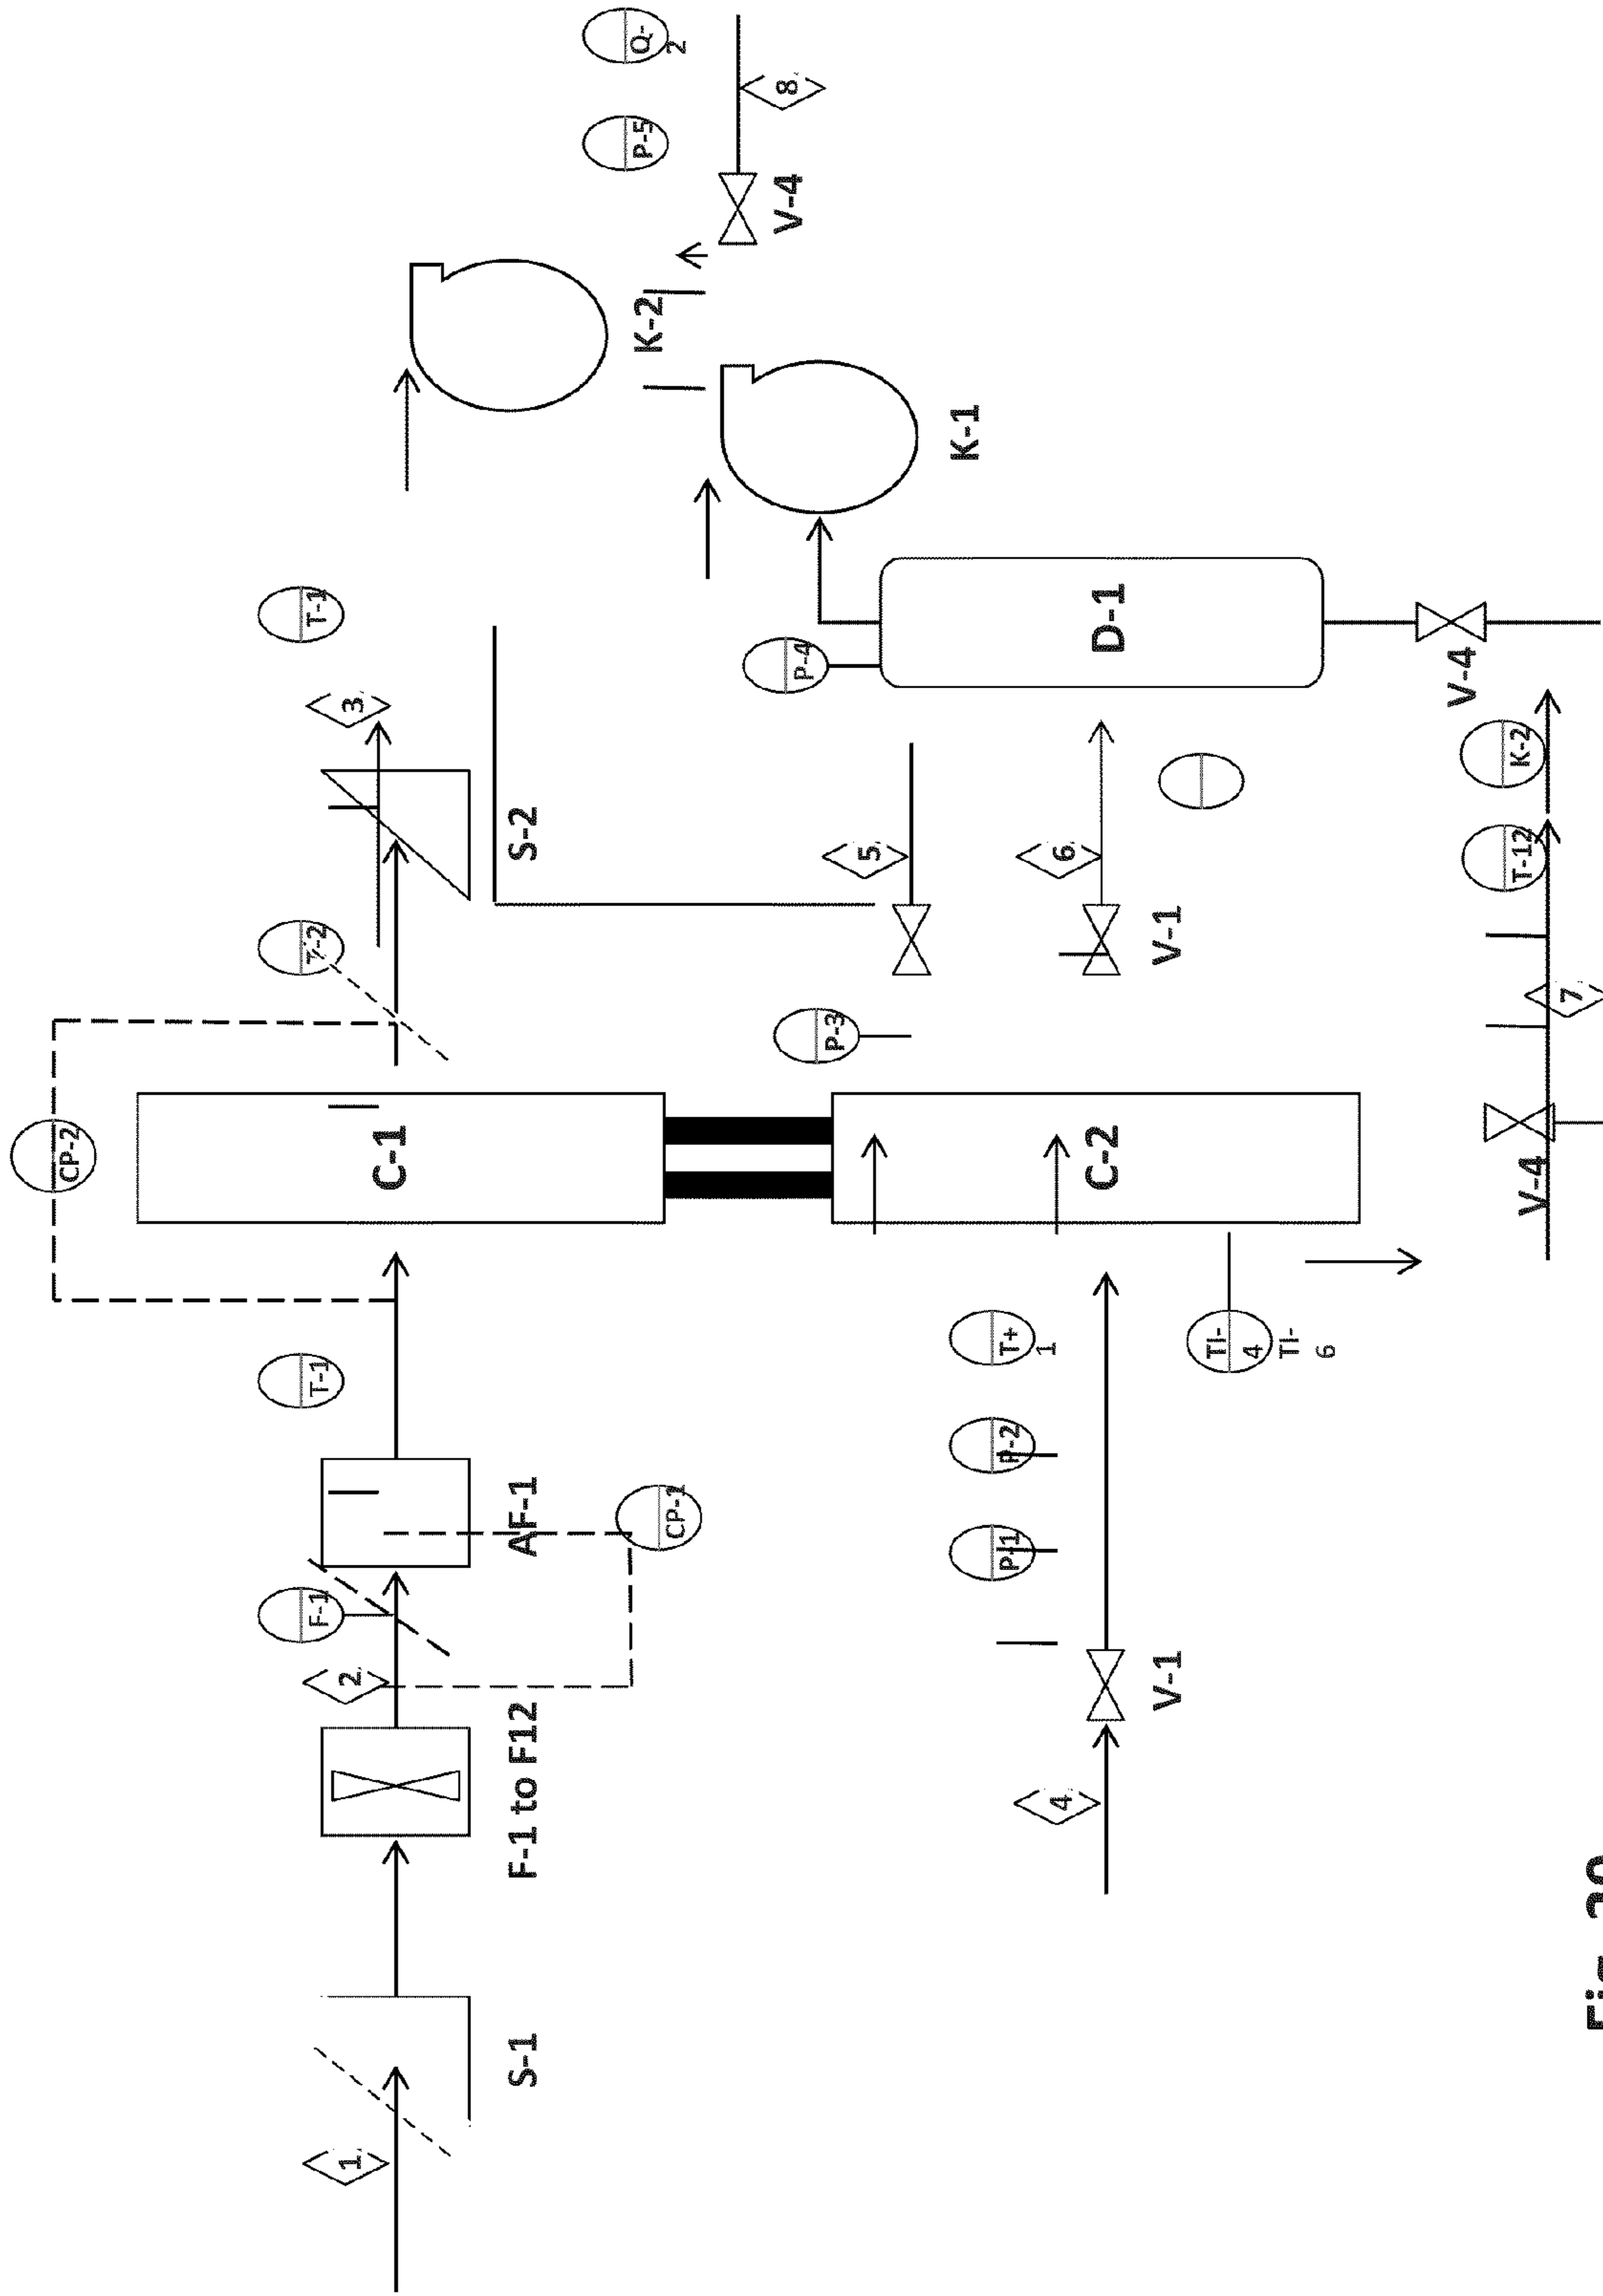 CP-2
T-1
T-2
T-1
3
Q-
2
P-5
8
V-4
F-1
2
1
S-1
F-1 to F12
AF-1
CP-1
C-1
S-2
K-2
K-1
P-4
D-1
P-3
5
6
V-1
P-1
P-2
T+
1
4
V-1
C-2
TI-
4
TI-
6
V-4
K-2
T-12
7
V-4